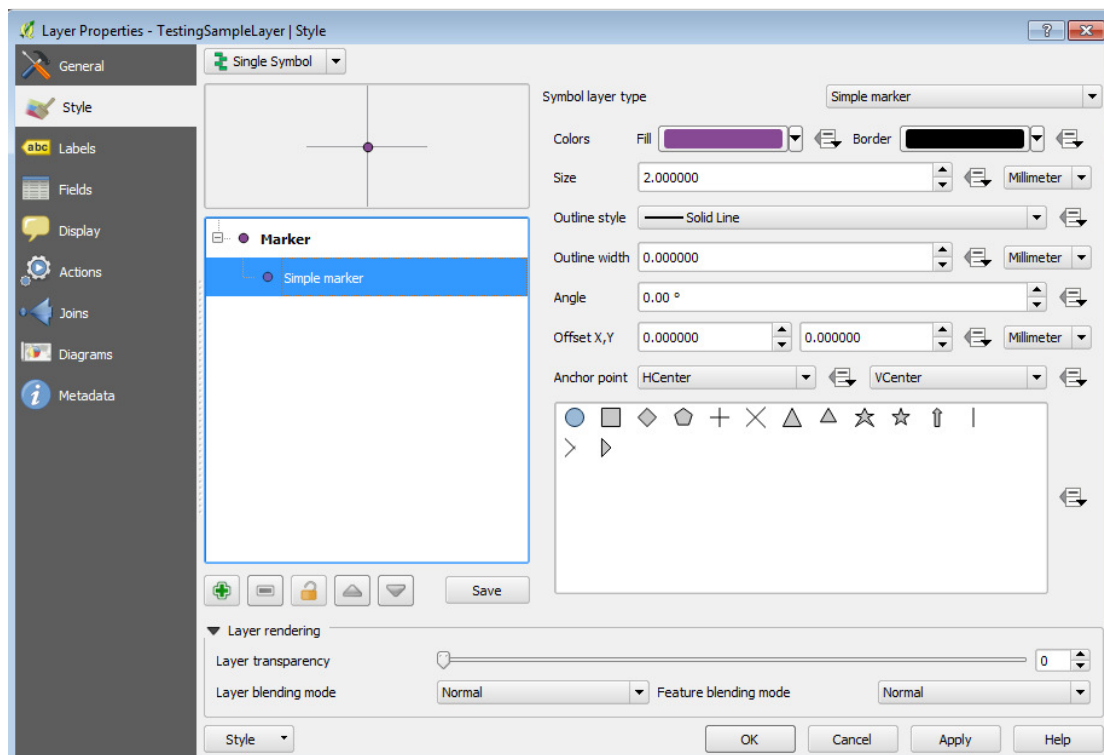 Layer Properties - TestingSampleLayer | Style
General
Style
abc Labels
Fields
Display
Actions
Joins
Diagrams
Metadata
Single Symbol
Marker
Simple marker
Save
Symbol layer type Simple marker
Colors Fill Border
Size 2.000000 Millimeter
Outline style Solid Line
Outline width 0.000000 Millimeter
Angle 0.00 °
Offset X,Y 0.000000 0.000000 Millimeter
Anchor point HCenter VCenter
Layer rendering
Layer transparency 0
Layer blending mode Normal Feature blending mode Normal
Style OK Cancel Apply Help